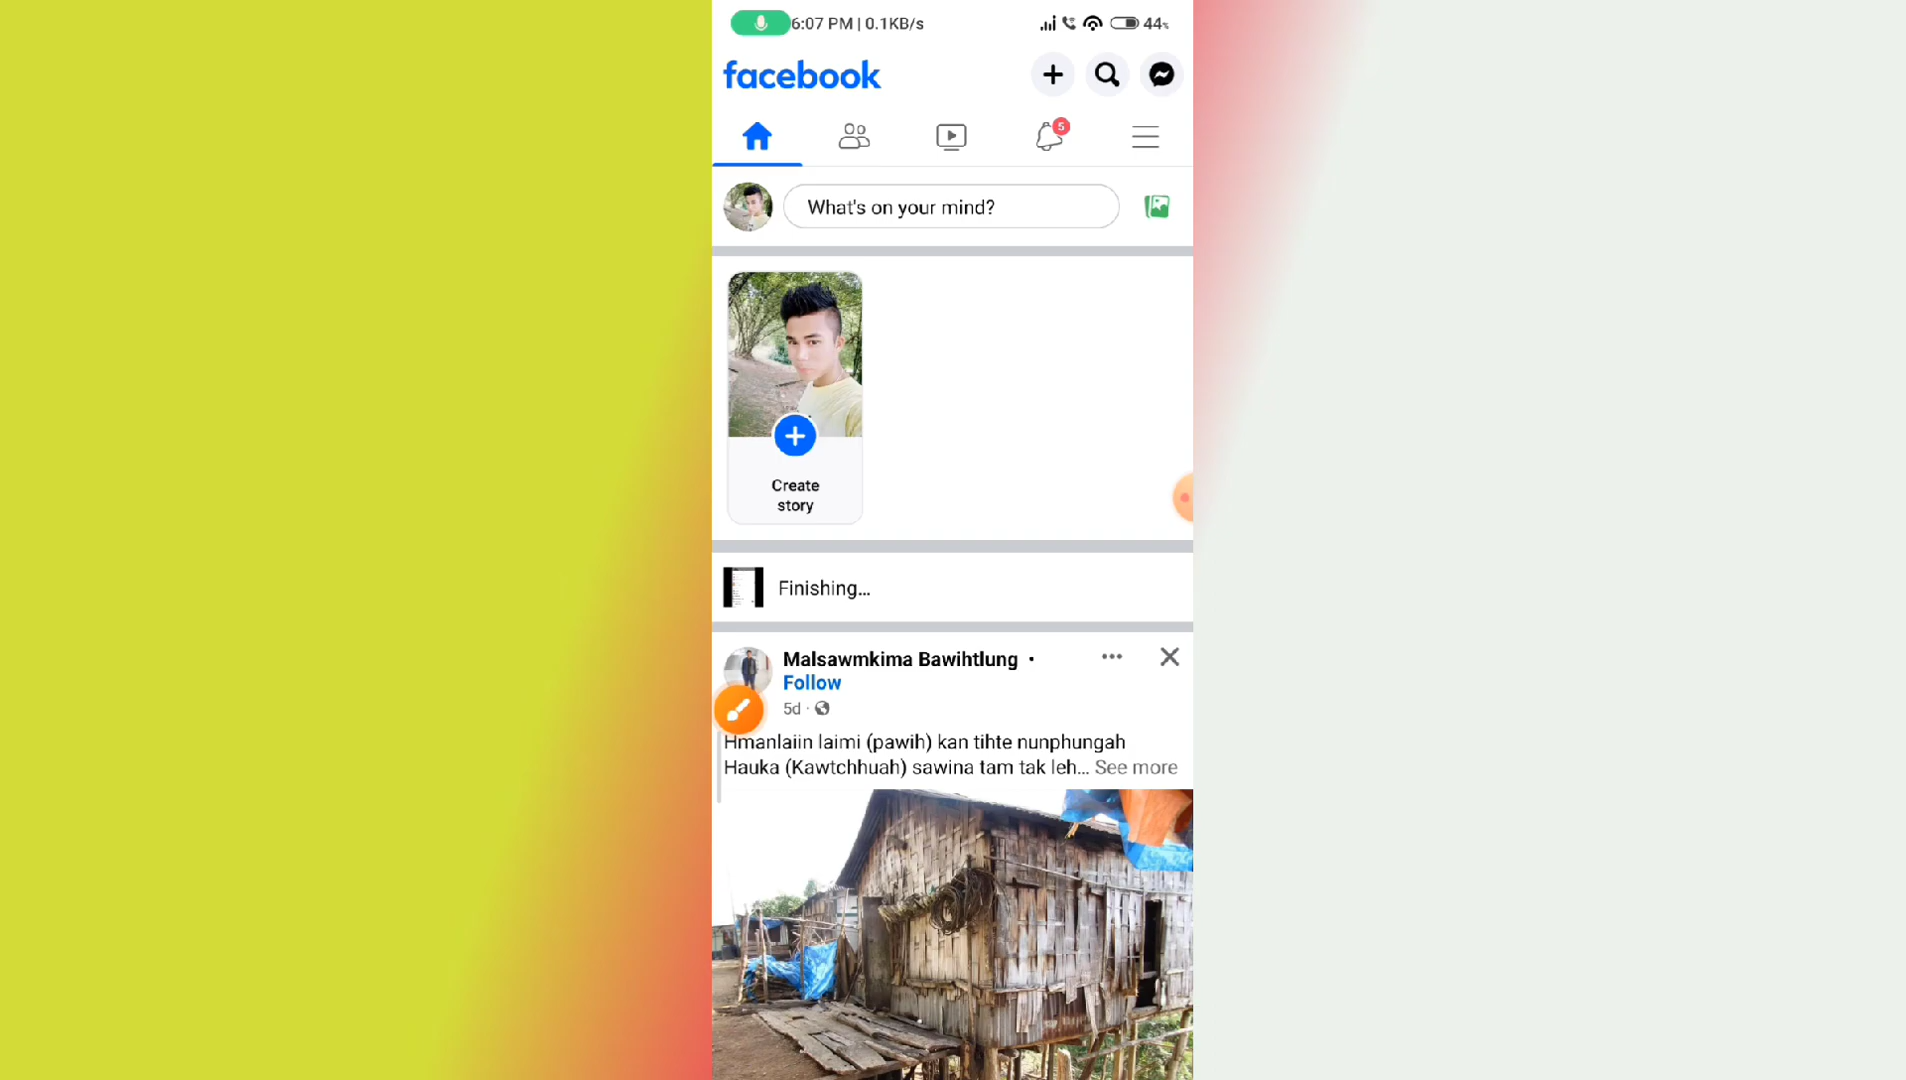 6:07 PM | 0.1KB/s 44%
facebook
5
What's on your mind?
Create
story
Finishing...
Malsawmkima Bawihtlung •
Follow
5d ·
Hmanlaiin laimi (pawih) kan tihte nunphungah
Hauka (Kawtchhuah) sawina tam tak leh... See more